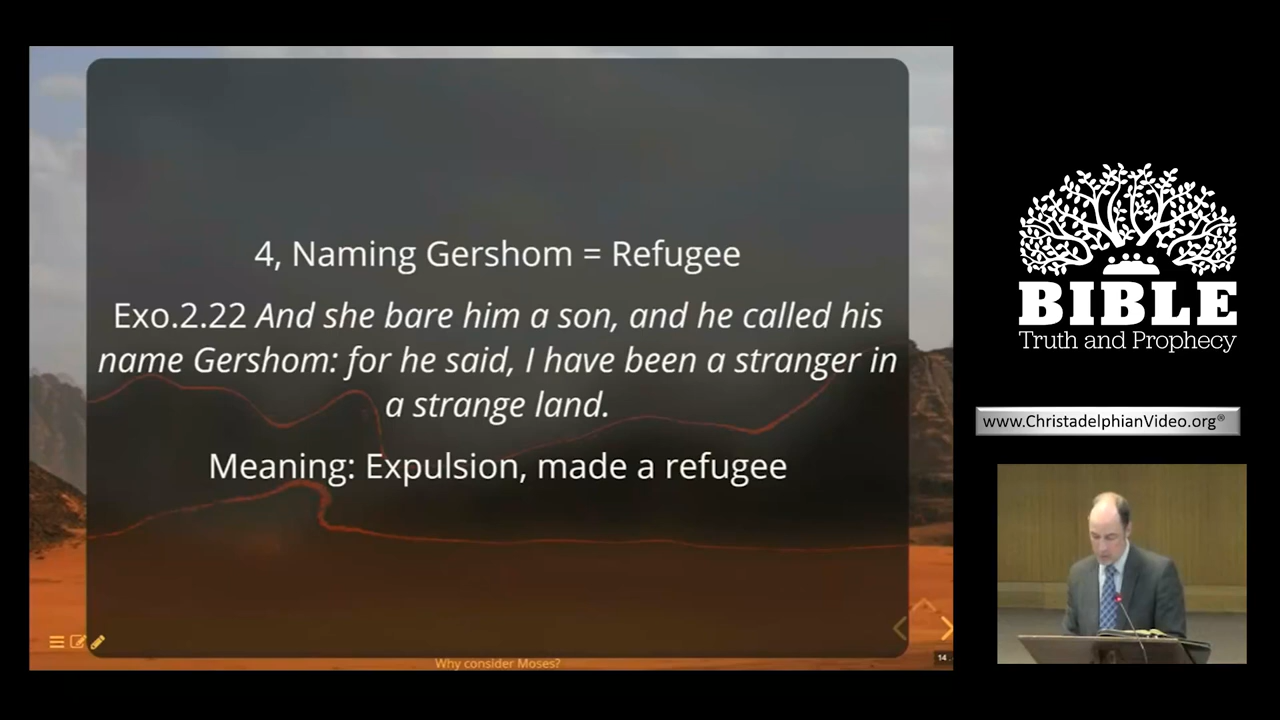 4, Naming Gershom = Refugee
Exo.2.22 And she bare him a son, and he called his
name Gershom: for he said, I have been a stranger in
a strange land.
Meaning: Expulsion, made a refugee
Why consider Moses?
14
BIBLE
Truth and Prophecy
www.ChristadelphianVideo.org®